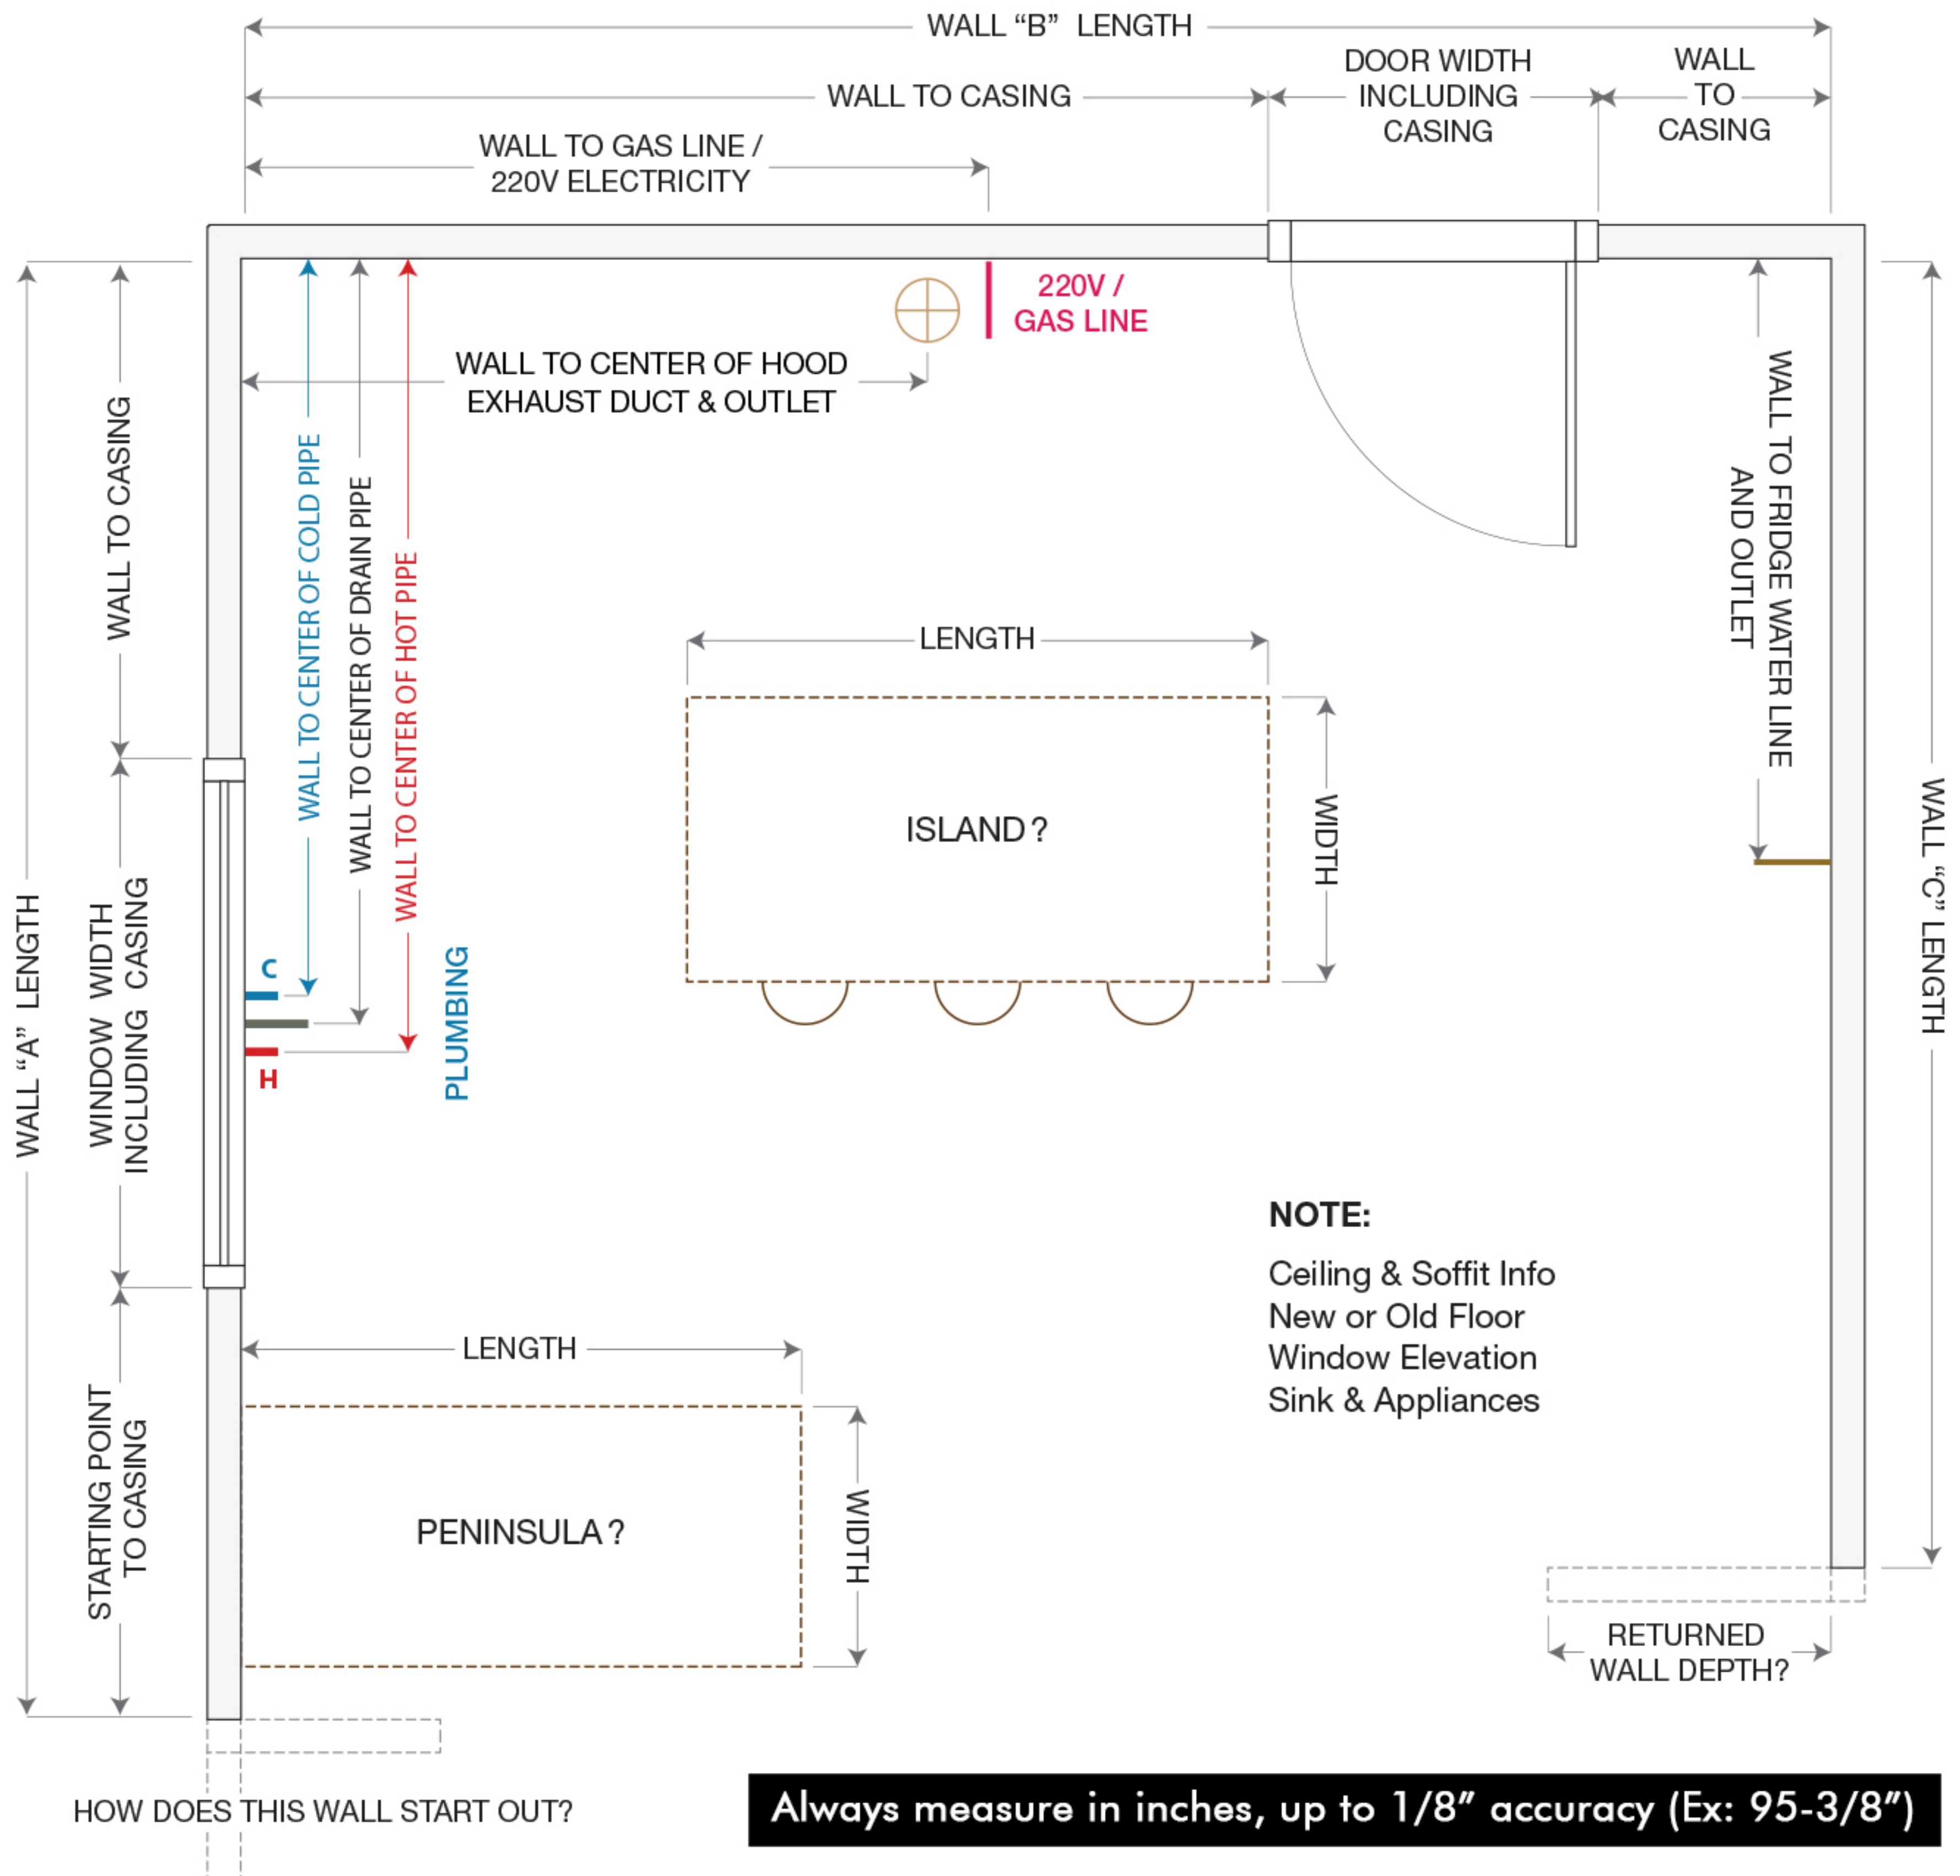 WALL “B” LENGTH
WALL TO CASING
DOOR WIDTH
INCLUDING
CASING
WALL
TO
CASING
WALL TO GAS LINE /
220V ELECTRICITY
220V /
GAS LINE
WALL TO CENTER OF HOOD
EXHAUST DUCT & OUTLET
WALL “A” LENGTH
WALL TO CASING
WINDOW WIDTH
INCLUDING CASING
STARTING POINT
TO CASING
WALL TO CENTER OF COLD PIPE
WALL TO CENTER OF DRAIN PIPE
WALL TO CENTER OF HOT PIPE
C
H
PLUMBING
LENGTH
ISLAND ?
WIDTH
WALL TO FRIDGE WATER LINE
AND OUTLET
WALL “C” LENGTH
NOTE:
Ceiling & Soffit Info
New or Old Floor
Window Elevation
Sink & Appliances
LENGTH
PENINSULA ?
WIDTH
RETURNED
WALL DEPTH?
HOW DOES THIS WALL START OUT?
Always measure in inches, up to 1/8″ accuracy (Ex: 95-3/8″)